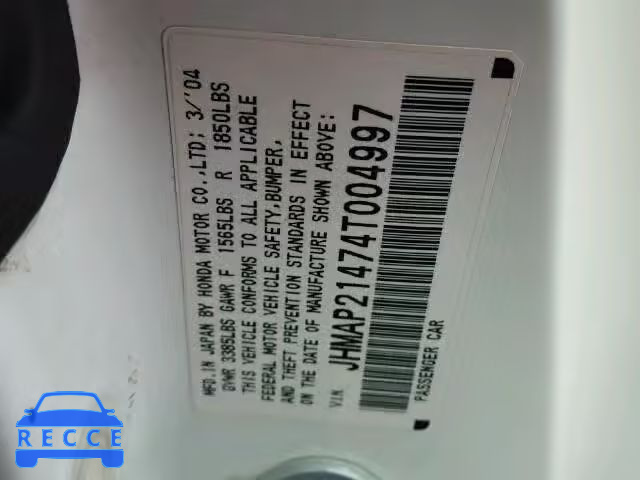 MFD.IN JAPAN BY HONDA MOTOR CO.,LTD; 3/'04
GVWR 3385LBS GAWR F 1565LBS R 1850LBS
THIS VEHICLE CONFORMS TO ALL APPLICABLE
FEDERAL MOTOR VEHICLE SAFETY,BUMPER,
AND THEFT PREVENTION STANDARDS IN EFFECT
ON THE DATE OF MANUFACTURE SHOWN ABOVE:
VIN JHMAP21474T004997
PASSENGER CAR
RECCE